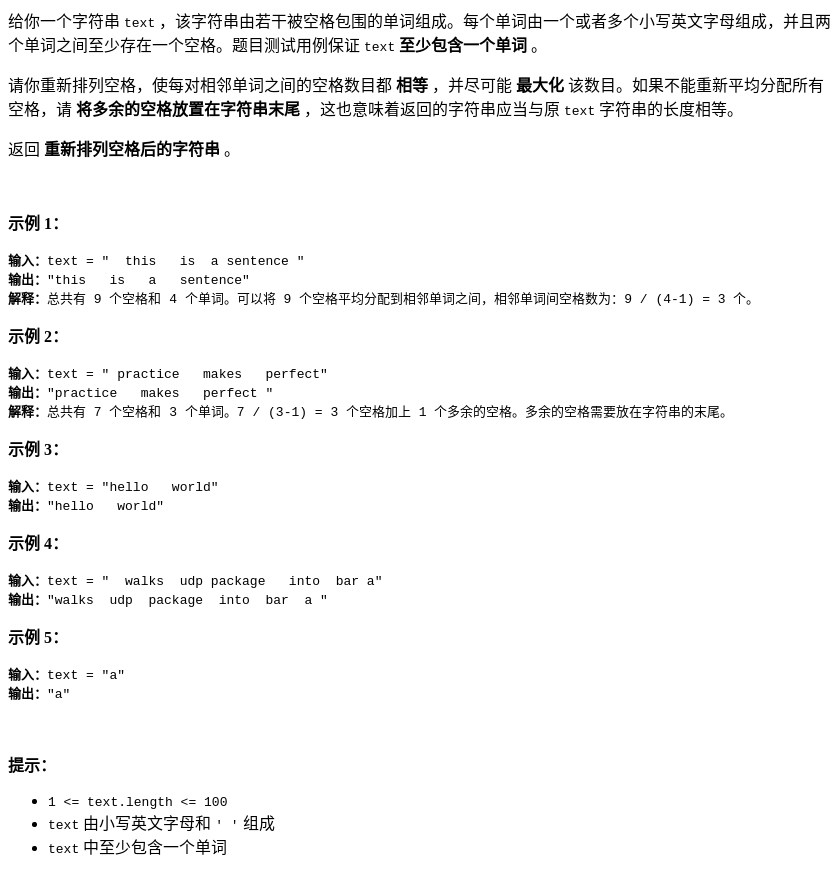 给你一个字符串 text ，该字符串由若干被空格包围的单词组成。每个单词由一个或者多个小写英文字母组成，并且两
个单词之间至少存在一个空格。题目测试用例保证 text 至少包含一个单词 。
请你重新排列空格，使每对相邻单词之间的空格数目都 相等 ，并尽可能 最大化 该数目。如果不能重新平均分配所有
空格，请 将多余的空格放置在字符串末尾 ，这也意味着返回的字符串应当与原 text 字符串的长度相等。
返回 重新排列空格后的字符串 。
示例 1：
输入：text = "  this   is  a sentence "
输出："this   is   a   sentence"
解释：总共有 9 个空格和 4 个单词。可以将 9 个空格平均分配到相邻单词之间，相邻单词间空格数为：9 / (4-1) = 3 个。
示例 2：
输入：text = " practice   makes   perfect"
输出："practice   makes   perfect "
解释：总共有 7 个空格和 3 个单词。7 / (3-1) = 3 个空格加上 1 个多余的空格。多余的空格需要放在字符串的末尾。
示例 3：
输入：text = "hello   world"
输出："hello   world"
示例 4：
输入：text = "  walks  udp package   into  bar a"
输出："walks  udp  package  into  bar  a "
示例 5：
输入：text = "a"
输出："a"
提示：
• 1 <= text.length <= 100
• text 由小写英文字母和 ' ' 组成
• text 中至少包含一个单词